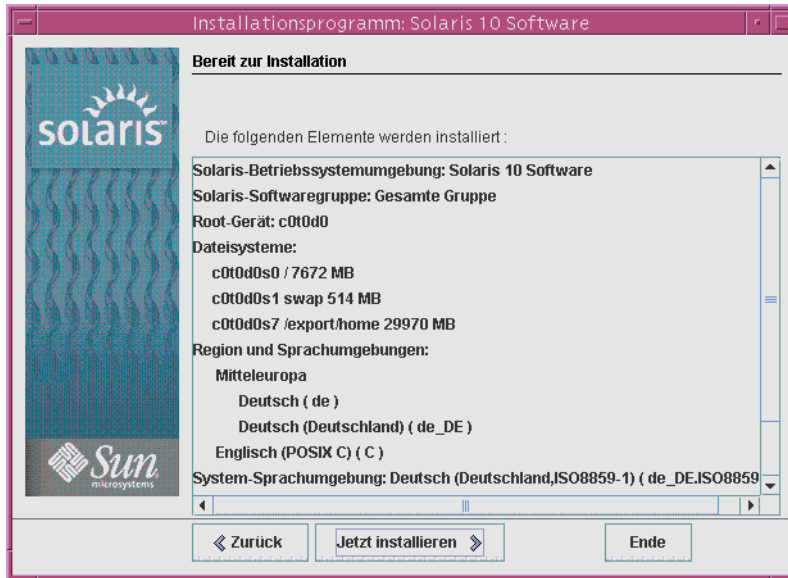 Installationsprogramm: Solaris 10 Software
Bereit zur Installation
solaris™
Die folgenden Elemente werden installiert :
Solaris-Betriebssystemumgebung: Solaris 10 Software
Solaris-Softwaregruppe: Gesamte Gruppe
Root-Gerät: c0t0d0
Dateisysteme:
c0t0d0s0 / 7672 MB
c0t0d0s1 swap 514 MB
c0t0d0s7 /export/home 29970 MB
Region und Sprachumgebungen:
Mitteleuropa
Deutsch ( de )
Deutsch (Deutschland) ( de_DE )
Englisch (POSIX C) ( C )
System-Sprachumgebung: Deutsch (Deutschland,ISO8859-1) ( de_DE.ISO8859
Sun
microsystems
Zurück
Jetzt installieren
Ende